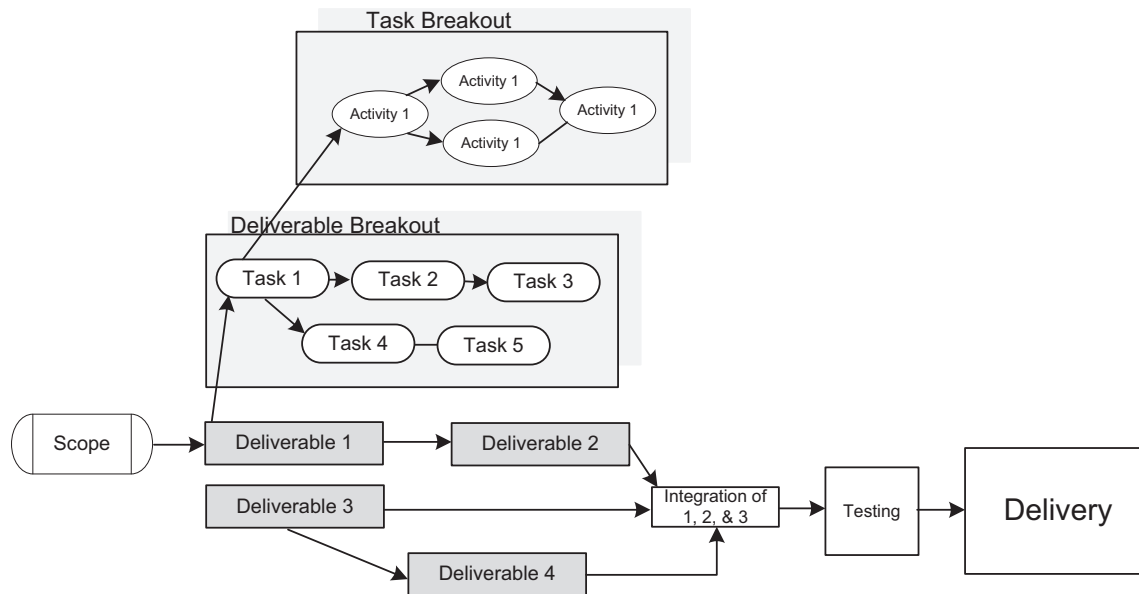 Task Breakout
Activity 1
Activity 1
Activity 1
Activity 1
Deliverable Breakout
Task 1
Task 2
Task 3
Task 4
Task 5
Scope
Deliverable 1
Deliverable 2
Deliverable 3
Integration of
1, 2, & 3
Testing
Delivery
Deliverable 4